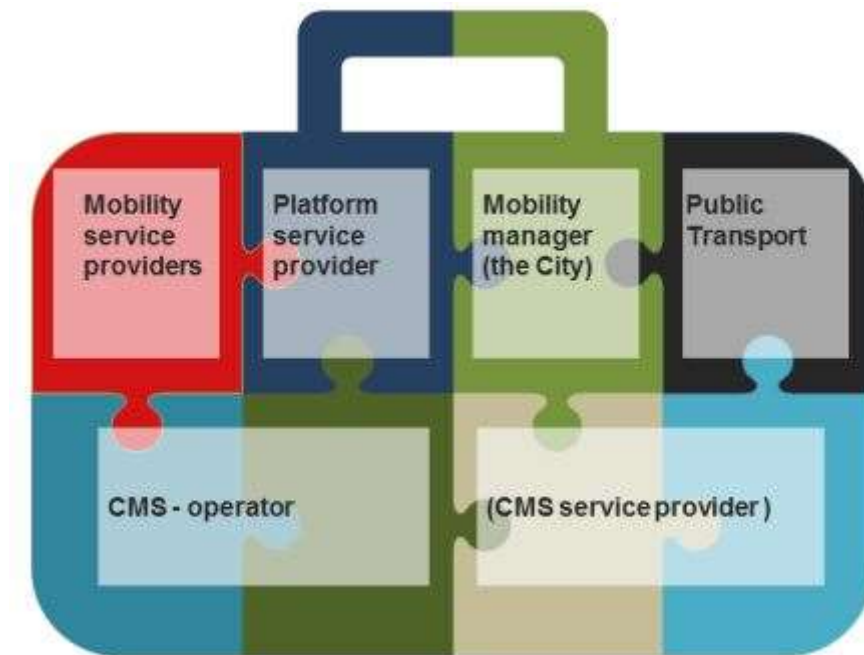 Mobility
service
providers
Platform
service
provider
Mobility
manager
(the City)
Public
Transport
CMS - operator
(CMS service provider )